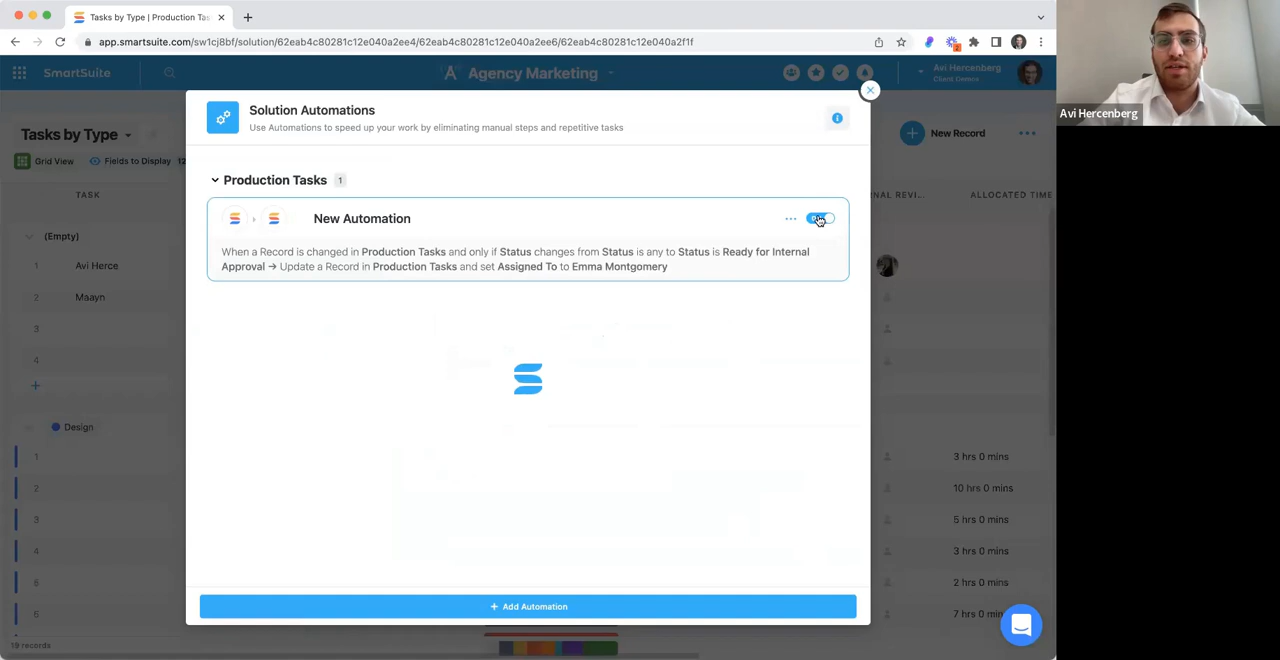 Tasks by Type | Production Tas
app.smartsuite.com/sw1cj8bf/solution/62eab4c80281c12e040a2ee4/62eab4c80281c12e040a2ee6/62eab4c80281c12e040a2f1f
SmartSuite
Agency Marketing
Avi Hercenberg
Client Demos
Avi Hercenberg
Solution Automations
Use Automations to speed up your work by eliminating manual steps and repetitive tasks
Tasks by Type
New Record
Grid View
Fields to Display 12
Production Tasks 1
TASK
NAL REVI...
ALLOCATED TIME
New Automation
(Empty)
When a Record is changed in Production Tasks and only if Status changes from Status is any to Status is Ready for Internal
Approval → Update a Record in Production Tasks and set Assigned To to Emma Montgomery
1 Avi Herce
2 Maayn
3
4
Design
1 3 hrs 0 mins
2 10 hrs 0 mins
3 5 hrs 0 mins
4 3 hrs 0 mins
2 hrs 0 mins
6 7 hrs 0 min
+ Add Automation
19 records